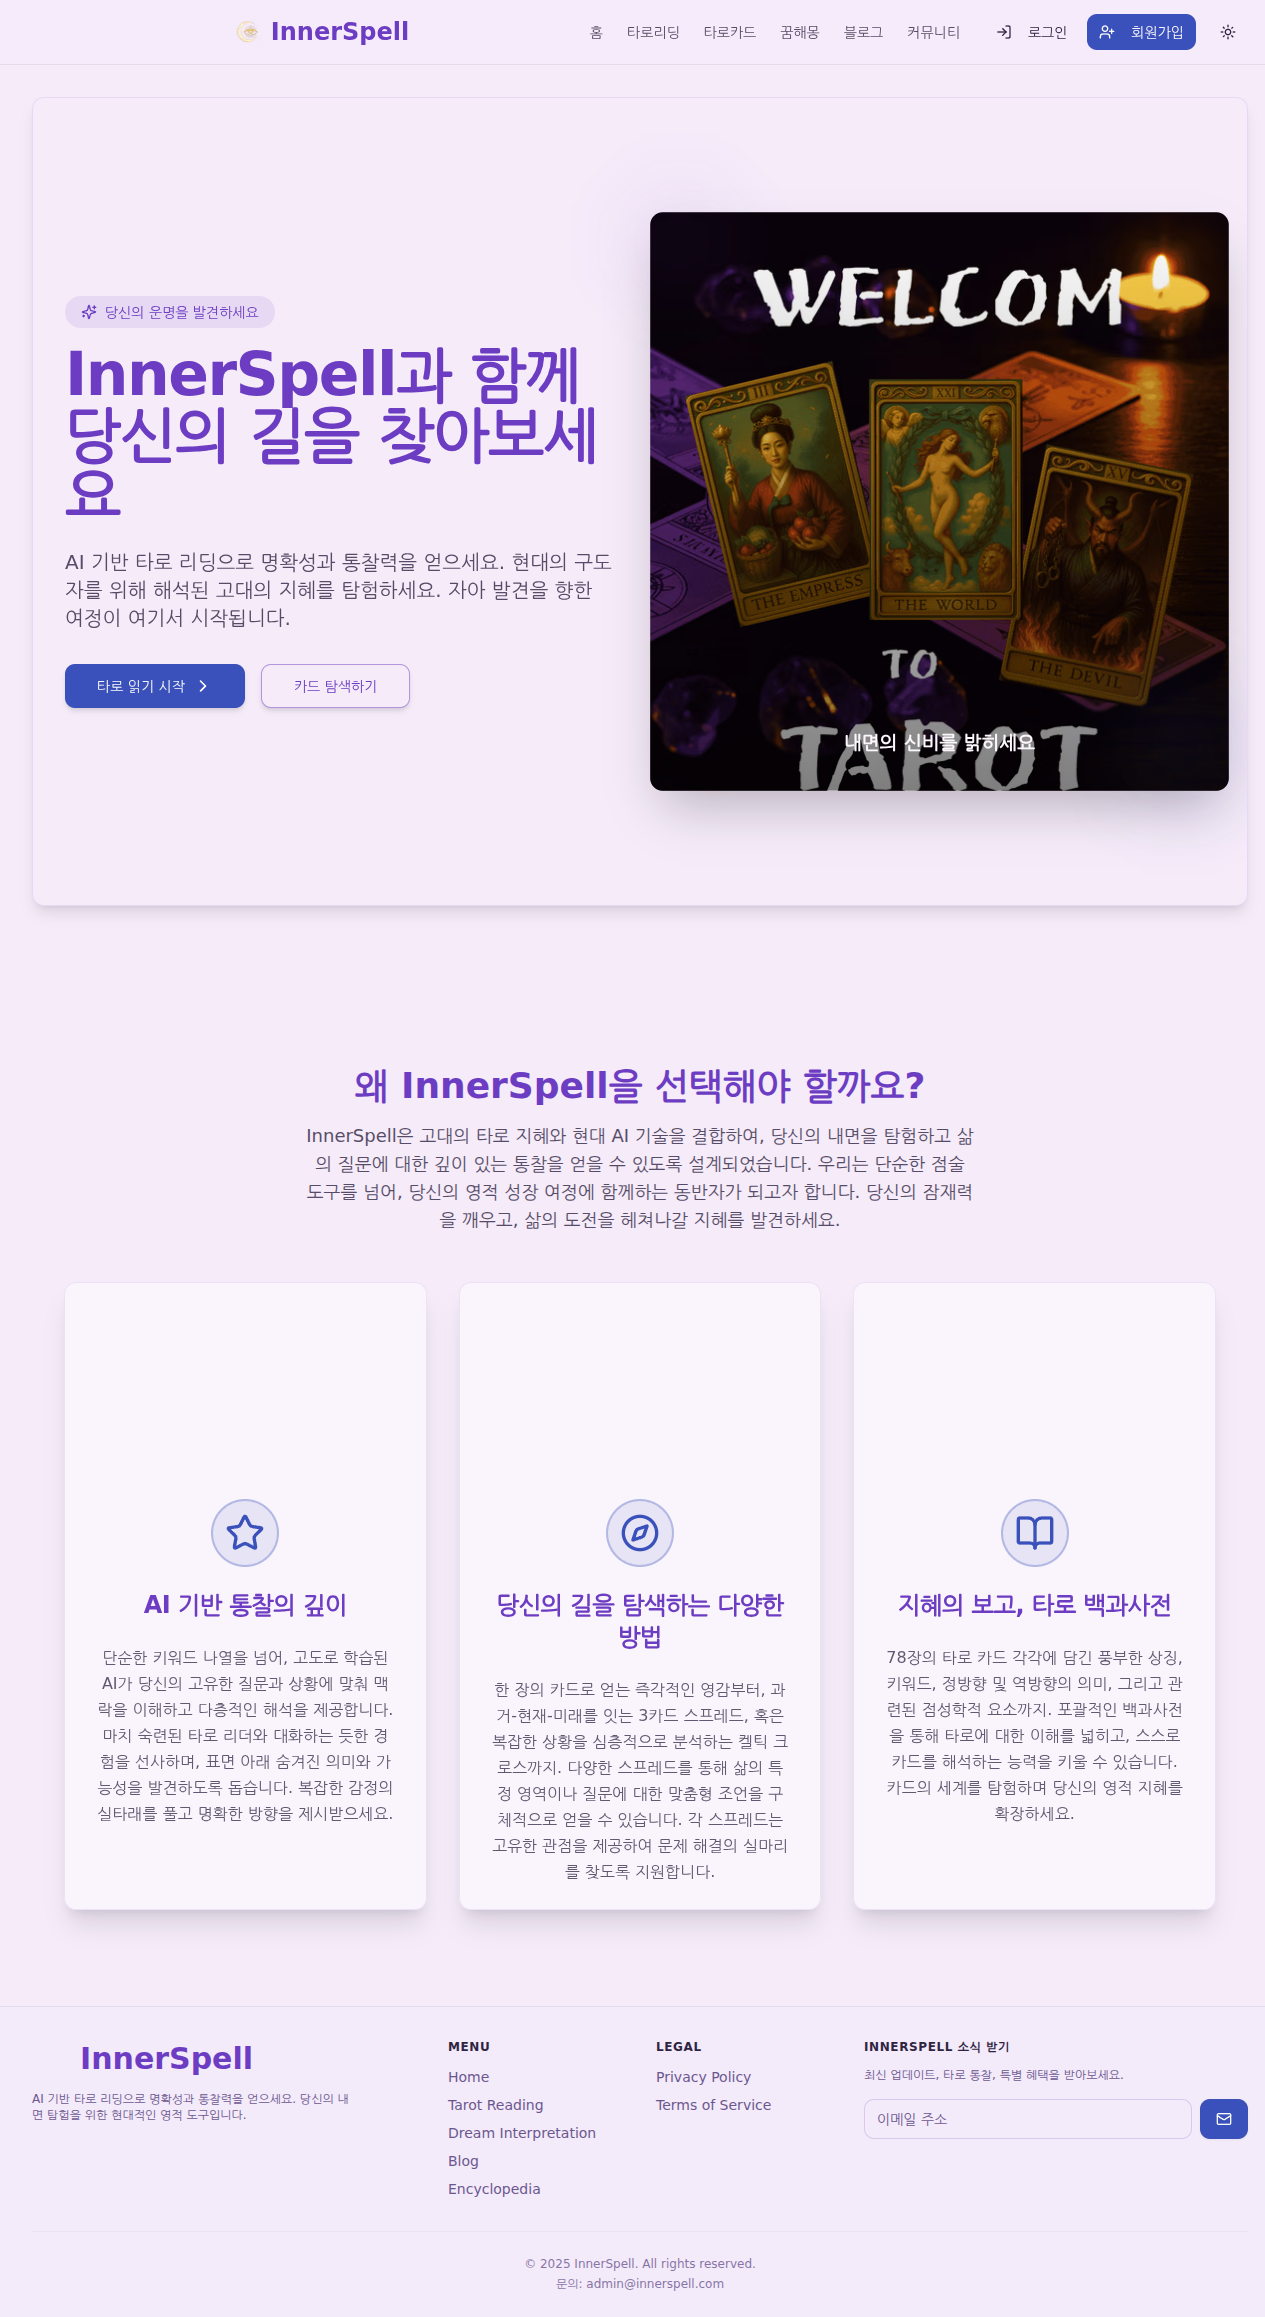 InnerSpell
홈 타로리딩 타로카드 꿈해몽 블로그 커뮤니티 로그인 회원가입
당신의 운명을 발견하세요
InnerSpell과 함께
당신의 길을 찾아보세
요
AI 기반 타로 리딩으로 명확성과 통찰력을 얻으세요. 현대의 구도
자를 위해 해석된 고대의 지혜를 탐험하세요. 자아 발견을 향한
여정이 여기서 시작됩니다.
타로 읽기 시작
카드 탐색하기
WELCOM
III
XXI
XV
THE EMPRESS
THE WORLD
THE DEVIL
TO
TAROT
내면의 신비를 밝히세요
왜 InnerSpell을 선택해야 할까요?
InnerSpell은 고대의 타로 지혜와 현대 AI 기술을 결합하여, 당신의 내면을 탐험하고 삶
의 질문에 대한 깊이 있는 통찰을 얻을 수 있도록 설계되었습니다. 우리는 단순한 점술
도구를 넘어, 당신의 영적 성장 여정에 함께하는 동반자가 되고자 합니다. 당신의 잠재력
을 깨우고, 삶의 도전을 헤쳐나갈 지혜를 발견하세요.
AI 기반 통찰의 깊이
단순한 키워드 나열을 넘어, 고도로 학습된
AI가 당신의 고유한 질문과 상황에 맞춰 맥
락을 이해하고 다층적인 해석을 제공합니다.
마치 숙련된 타로 리더와 대화하는 듯한 경
험을 선사하며, 표면 아래 숨겨진 의미와 가
능성을 발견하도록 돕습니다. 복잡한 감정의
실타래를 풀고 명확한 방향을 제시받으세요.
당신의 길을 탐색하는 다양한
방법
한 장의 카드로 얻는 즉각적인 영감부터, 과
거-현재-미래를 잇는 3카드 스프레드, 혹은
복잡한 상황을 심층적으로 분석하는 켈틱 크
로스까지. 다양한 스프레드를 통해 삶의 특
정 영역이나 질문에 대한 맞춤형 조언을 구
체적으로 얻을 수 있습니다. 각 스프레드는
고유한 관점을 제공하여 문제 해결의 실마리
를 찾도록 지원합니다.
지혜의 보고, 타로 백과사전
78장의 타로 카드 각각에 담긴 풍부한 상징,
키워드, 정방향 및 역방향의 의미, 그리고 관
련된 점성학적 요소까지. 포괄적인 백과사전
을 통해 타로에 대한 이해를 넓히고, 스스로
카드를 해석하는 능력을 키울 수 있습니다.
카드의 세계를 탐험하며 당신의 영적 지혜를
확장하세요.
InnerSpell
AI 기반 타로 리딩으로 명확성과 통찰력을 얻으세요. 당신의 내
면 탐험을 위한 현대적인 영적 도구입니다.
MENU
Home
Tarot Reading
Dream Interpretation
Blog
Encyclopedia
LEGAL
Privacy Policy
Terms of Service
INNERSPELL 소식 받기
최신 업데이트, 타로 통찰, 특별 혜택을 받아보세요.
이메일 주소
© 2025 InnerSpell. All rights reserved.
문의: admin@innerspell.com